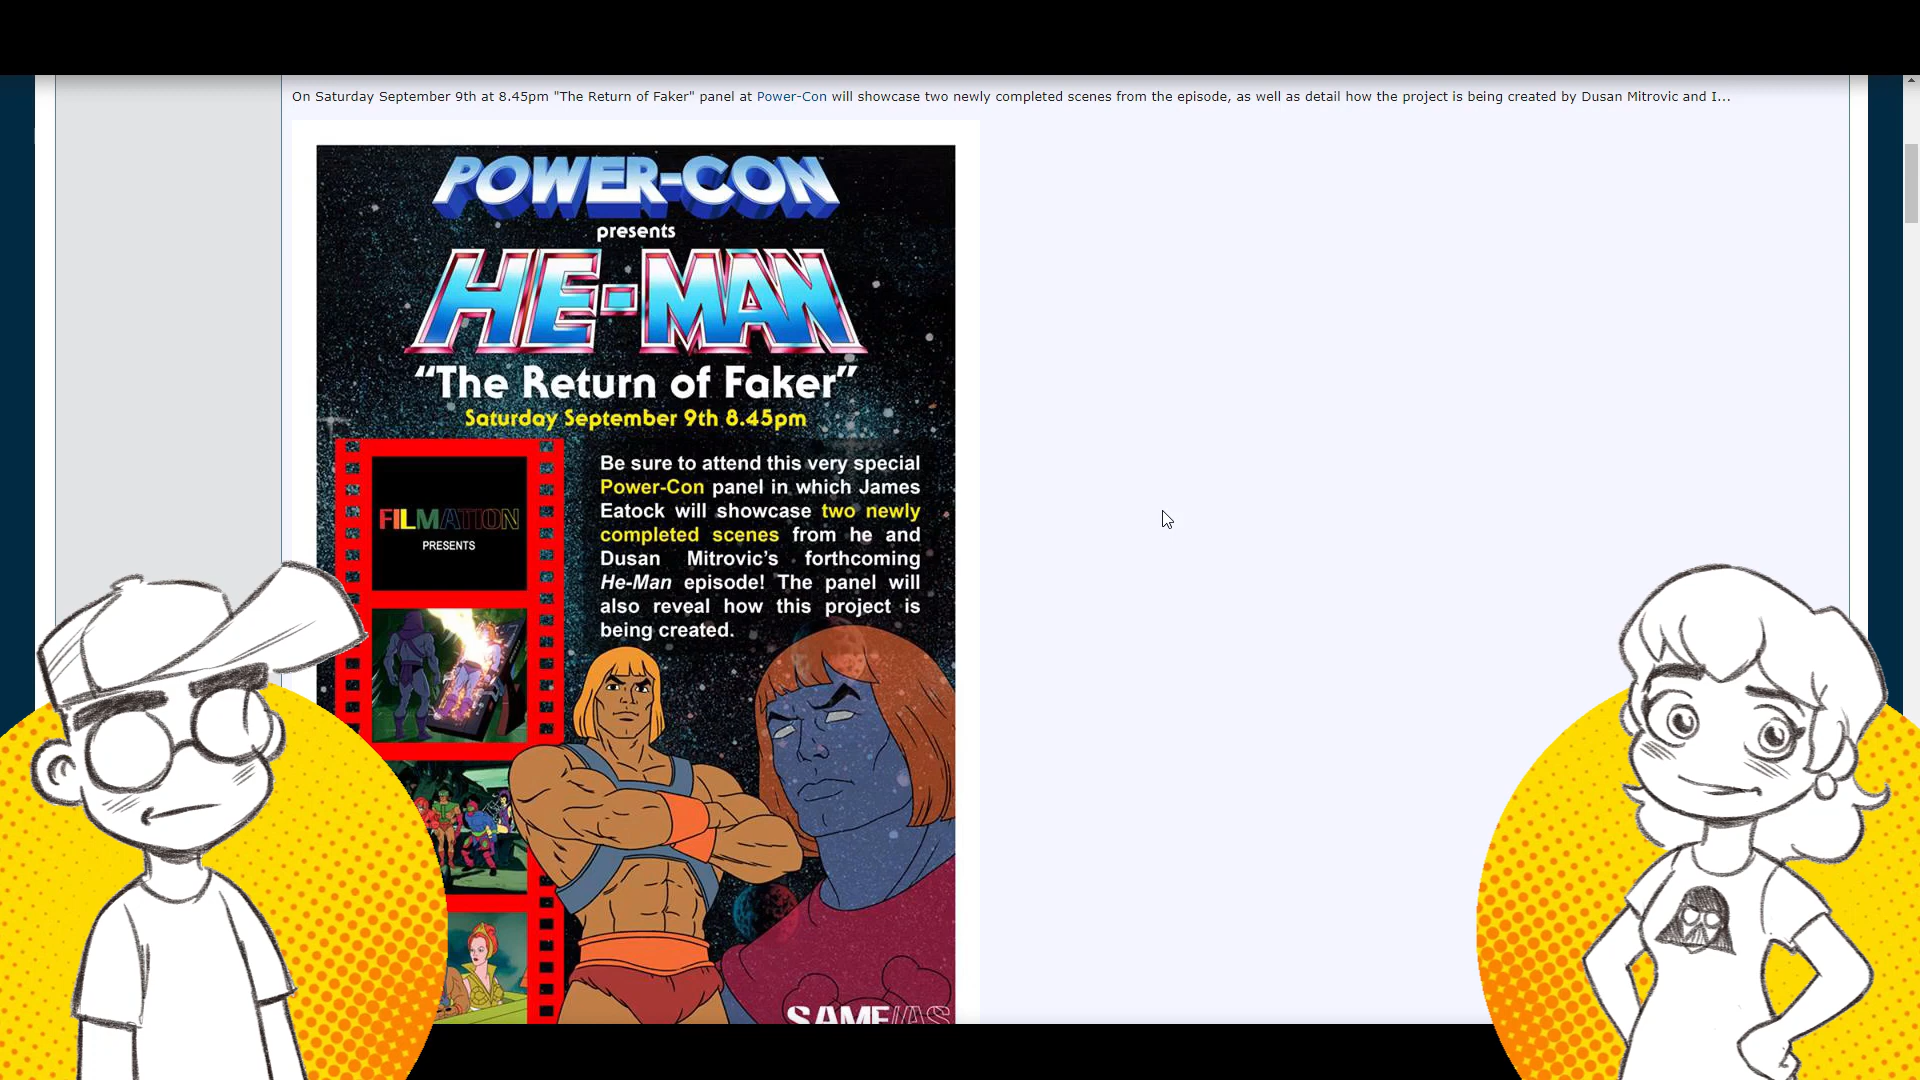 On Saturday September 9th at 8.45pm "The Return of Faker" panel at Power-Con will showcase two newly completed scenes from the episode, as well as detail how the project is being created by Dusan Mitrovic and I...
POWER-CON
presents
HE-MAN
“The Return of Faker”
Saturday September 9th 8.45pm
FILMATION
PRESENTS
Be sure to attend this very special
Power-Con panel in which James
Eatock will showcase two newly
completed scenes from he and
Dusan Mitrovic’s forthcoming
He-Man episode! The panel will
also reveal how this project is
being created.
SAME/AS